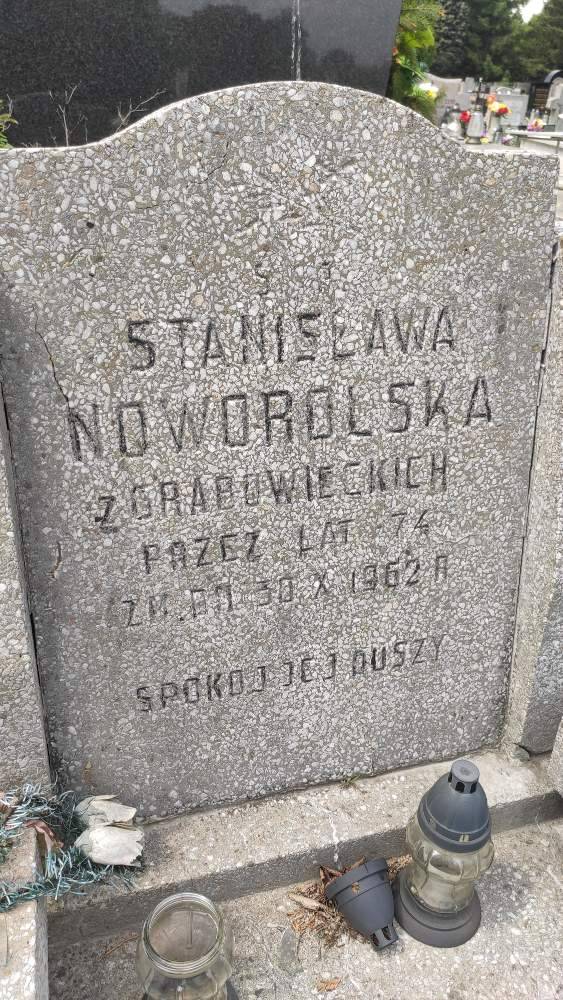 Ś †
STANISŁAWA
NOWOROLSKA
Z GRABOWIECKICH
PRZEZ LAT 74
ZM. DN 30 X 1962 R
SPOKÓJ JEJ DUSZY